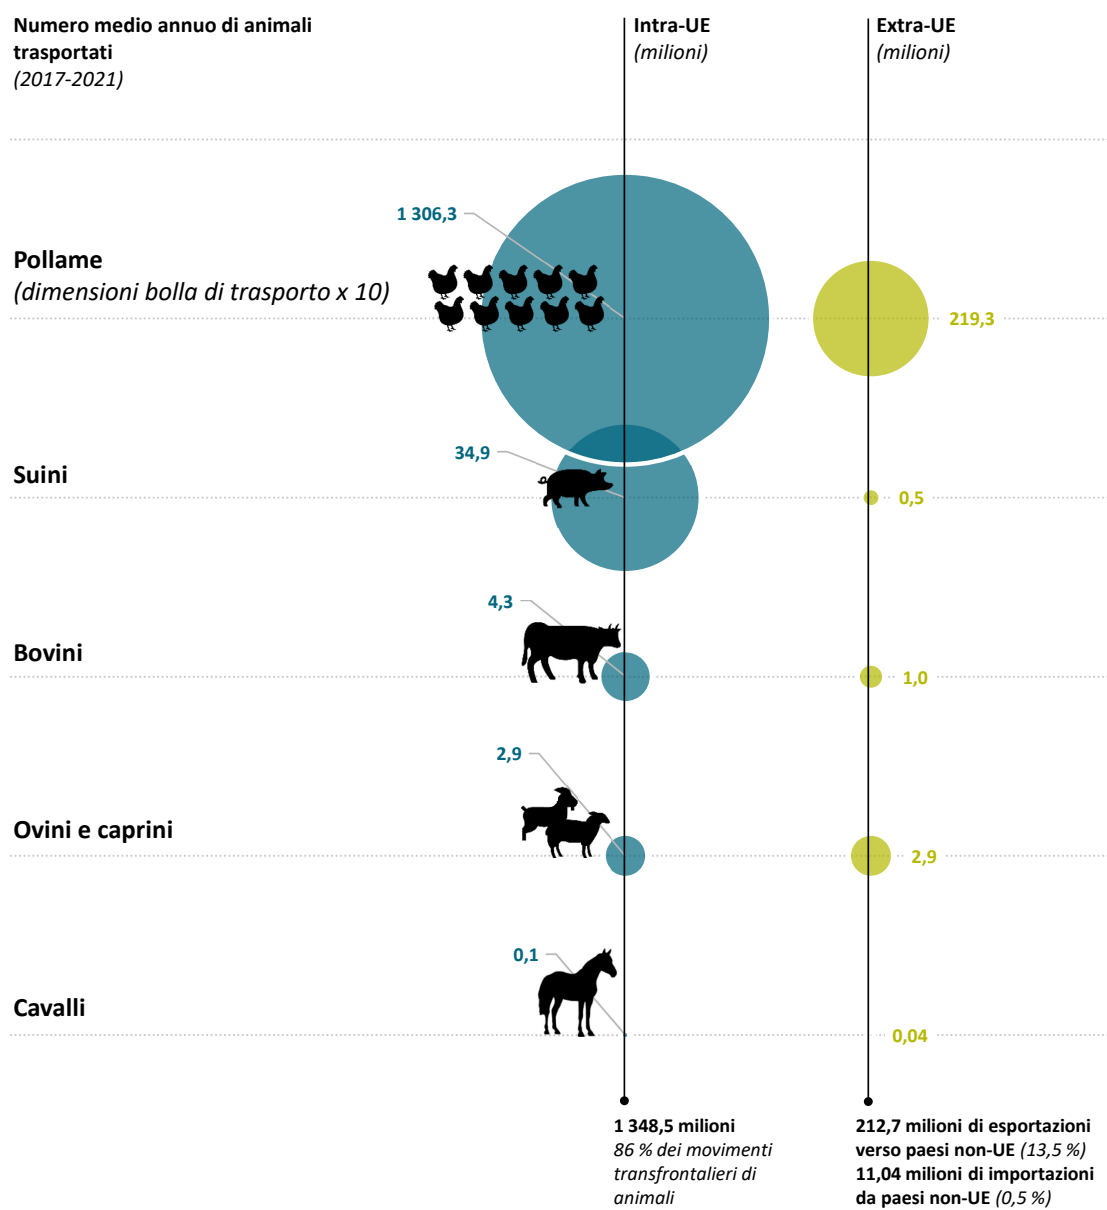 Numero medio annuo di animali
trasportati
(2017-2021)
Intra-UE
(milioni)
Extra-UE
(milioni)
1 306,3
Pollame
(dimensioni bolla di trasporto x 10)
219,3
34,9
Suini
0,5
4,3
Bovini
1,0
2,9
Ovini e caprini
2,9
0,1
Cavalli
0,04
1 348,5 milioni
86 % dei movimenti
transfrontalieri di
animali
212,7 milioni di esportazioni
verso paesi non-UE (13,5 %)
11,04 milioni di importazioni
da paesi non-UE (0,5 %)